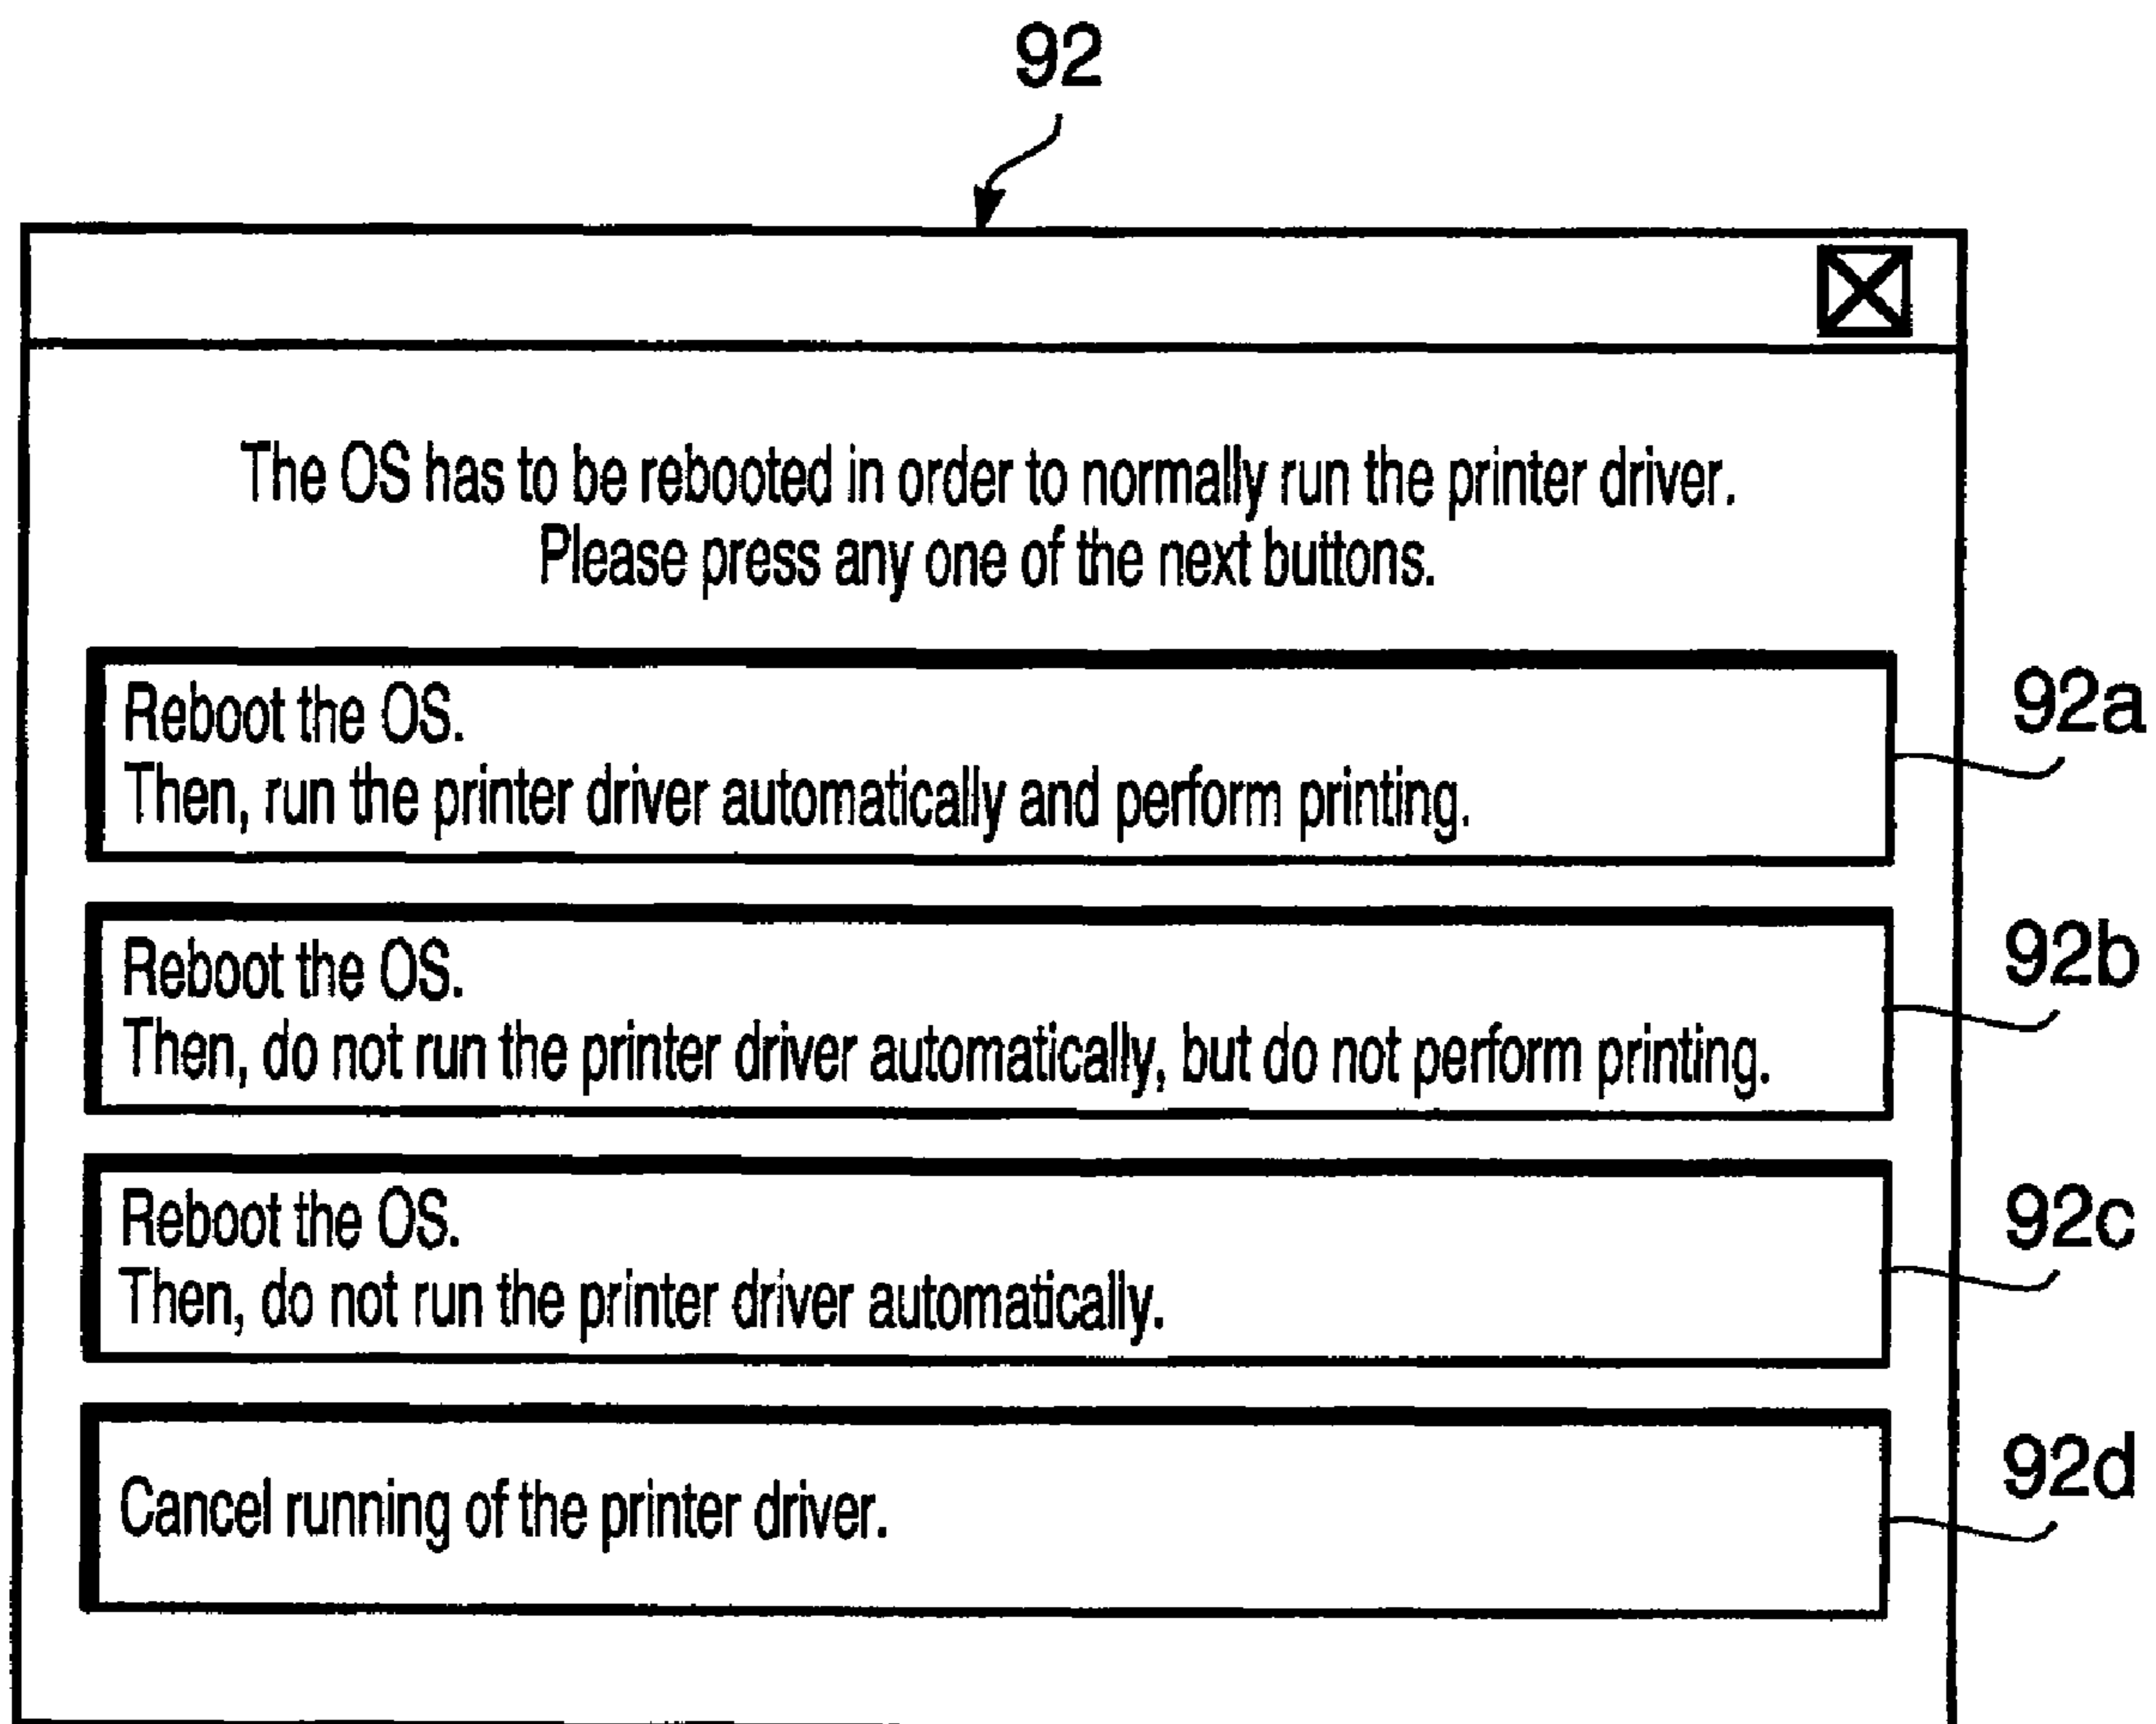 92
The OS has to be rebooted in order to normally run the printer driver.
Please press any one of the next buttons.
Reboot the OS.
Then, run the printer driver automatically and perform printing.
92a
Reboot the OS.
Then, do not run the printer driver automatically, but do not perform printing.
92b
Reboot the OS.
Then, do not run the printer driver automatically.
92c
Cancel running of the printer driver.
92d